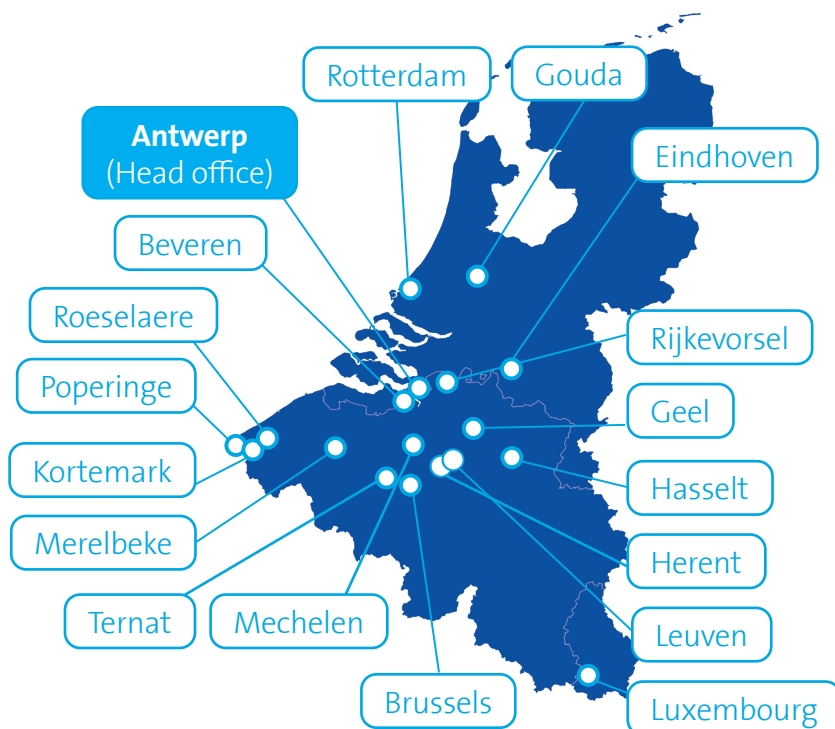 Rotterdam
Gouda
Antwerp
(Head office)
Eindhoven
Beveren
Roeselaere
Rijkevorsel
Poperinge
Geel
Kortemark
Hasselt
Merelbeke
Herent
Ternat
Mechelen
Leuven
Brussels
Luxembourg